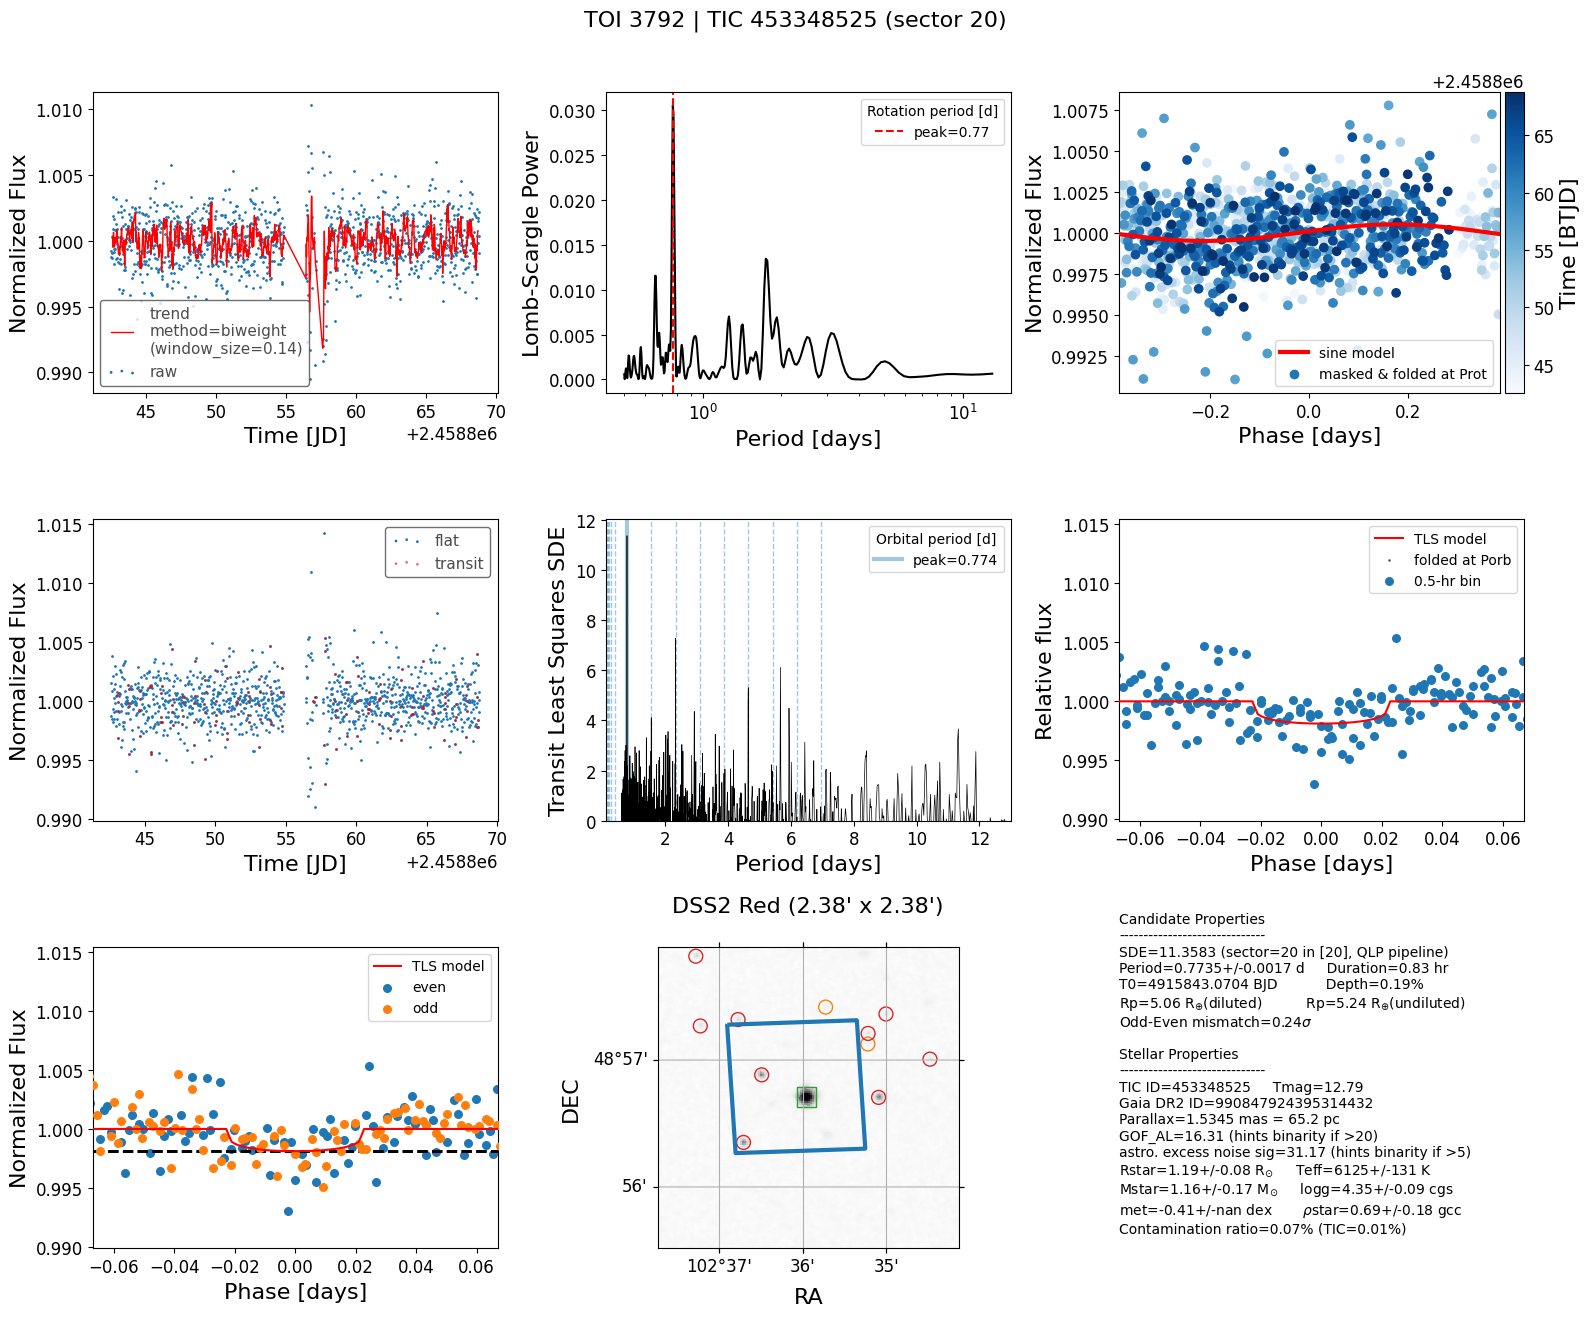 TOI 3792 | TIC 453348525 (sector 20)
Normalized Flux
1.010
1.005
1.000
0.995
0.990
trend
method=biweight
(window_size=0.14)
raw
45 50 55 60 65 70
Time [JD]
+2.4588e6
Lomb-Scargle Power
0.030
0.025
0.020
0.015
0.010
0.005
0.000
Rotation period [d]
peak=0.77
10^0 10^1
Period [days]
Normalized Flux
1.0075
1.0050
1.0025
1.0000
0.9975
0.9950
0.9925
sine model
masked & folded at Prot
−0.2 0.0 0.2
Phase [days]
+2.4588e6
65
60
55
50
45
Time [BTJD]
Normalized Flux
1.015
1.010
1.005
1.000
0.995
0.990
flat
transit
45 50 55 60 65 70
Time [JD]
+2.4588e6
Transit Least Squares SDE
12
10
8
6
4
2
0
Orbital period [d]
peak=0.774
2 4 6 8 10 12
Period [days]
Relative flux
1.015
1.010
1.005
1.000
0.995
0.990
TLS model
folded at Porb
0.5-hr bin
−0.06 −0.04 −0.02 0.00 0.02 0.04 0.06
Phase [days]
Normalized Flux
1.015
1.010
1.005
1.000
0.995
0.990
TLS model
even
odd
−0.06 −0.04 −0.02 0.00 0.02 0.04 0.06
Phase [days]
DSS2 Red (2.38' x 2.38')
DEC
48°57'
56'
102°37' 36' 35'
RA
Candidate Properties
------------------------------
SDE=11.3583 (sector=20 in [20], QLP pipeline)
Period=0.7735+/-0.0017 d Duration=0.83 hr
T0=4915843.0704 BJD Depth=0.19%
Rp=5.06 R⊕(diluted) Rp=5.24 R⊕(undiluted)
Odd-Even mismatch=0.24σ
Stellar Properties
------------------------------
TIC ID=453348525 Tmag=12.79
Gaia DR2 ID=990847924395314432
Parallax=1.5345 mas = 65.2 pc
GOF_AL=16.31 (hints binarity if >20)
astro. excess noise sig=31.17 (hints binarity if >5)
Rstar=1.19+/-0.08 R⊙ Teff=6125+/-131 K
Mstar=1.16+/-0.17 M⊙ logg=4.35+/-0.09 cgs
met=-0.41+/-nan dex ρstar=0.69+/-0.18 gcc
Contamination ratio=0.07% (TIC=0.01%)